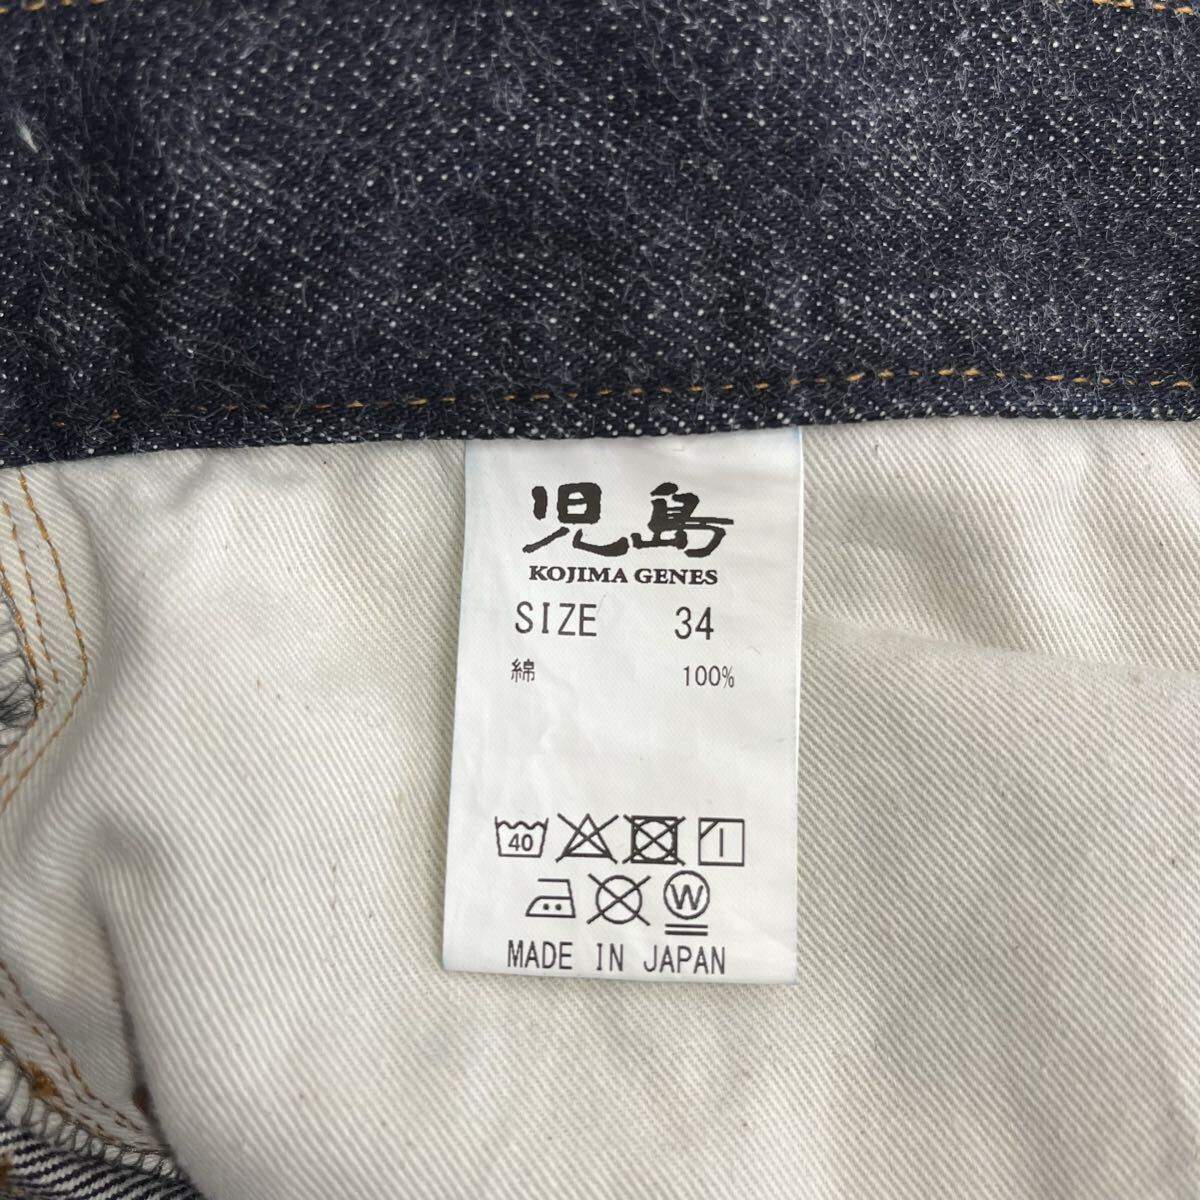 児島
KOJIMA GENES
SIZE 34
綿 100%
40
W
MADE IN JAPAN